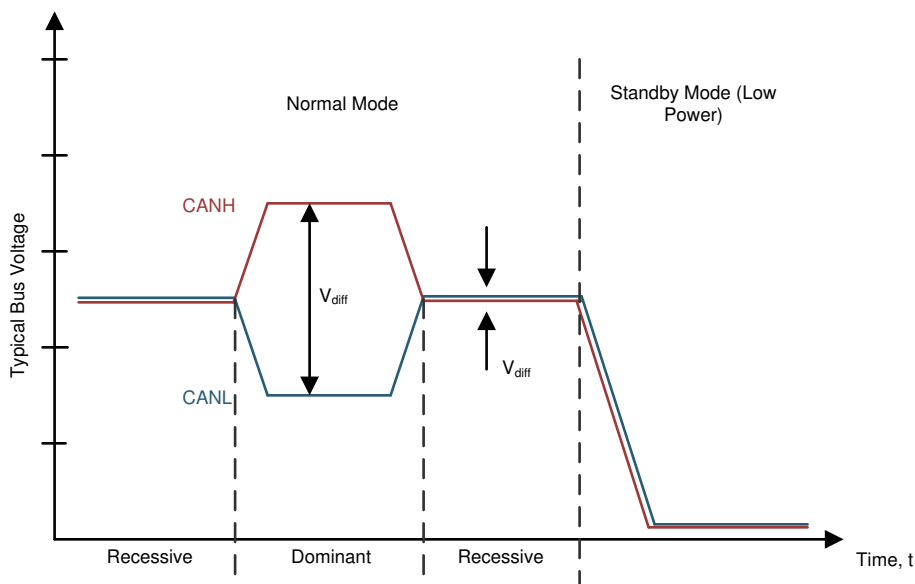 Normal Mode
Standby Mode (Low
Power)
Typical Bus Voltage
CANH
Vdiff
CANL
Vdiff
Recessive
Dominant
Recessive
Time, t